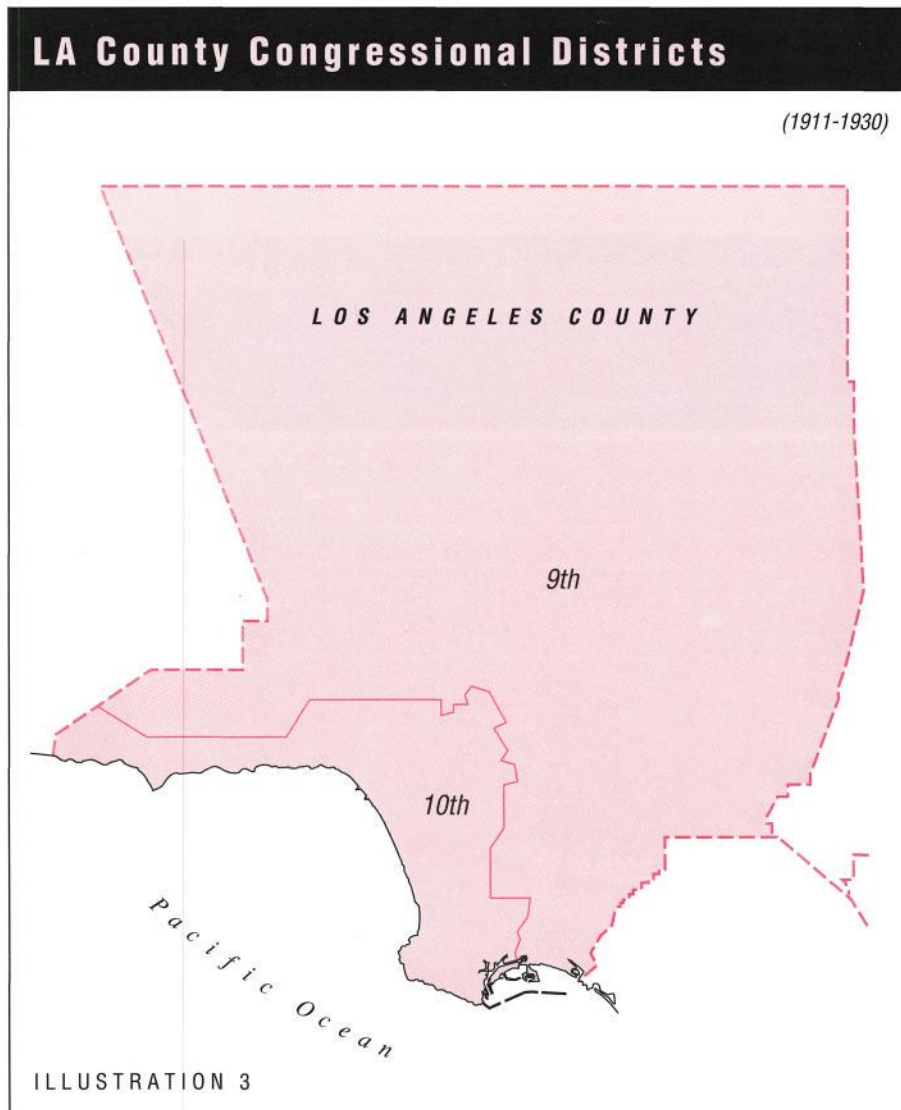 LA County Congressional Districts
(1911-1930)
LOS ANGELES COUNTY
9th
10th
Pacific Ocean
ILLUSTRATION 3